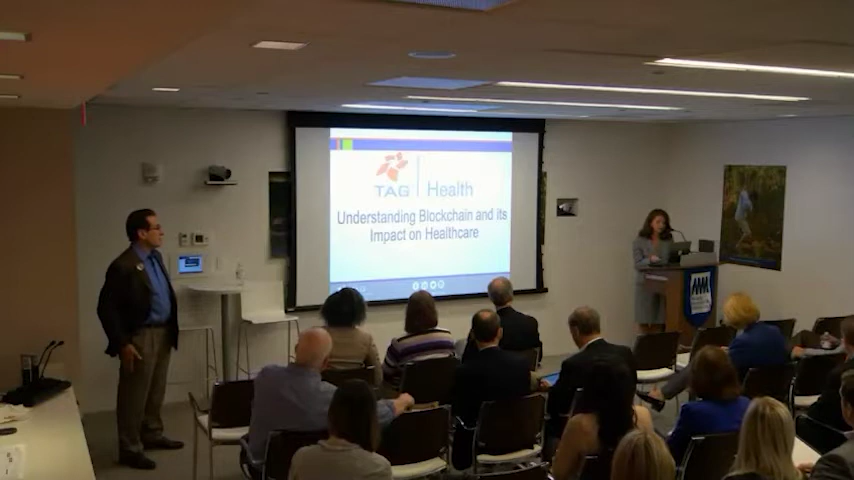 TAG Health
Understanding Blockchain and its
Impact on Healthcare